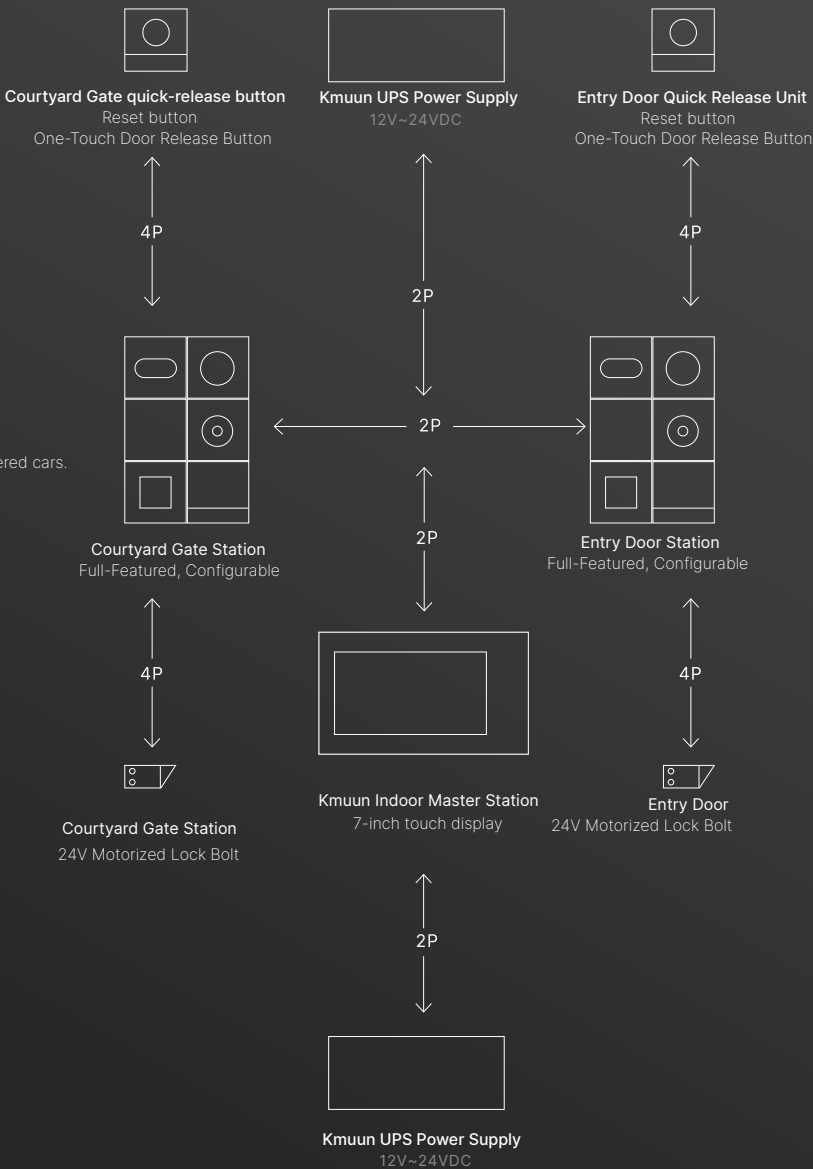 Courtyard Gate quick-release button
Reset button
One-Touch Door Release Button
Kmuun UPS Power Supply
12V~24VDC
Entry Door Quick Release Unit
Reset button
One-Touch Door Release Button
4P
2P
4P
2P
ered cars.
Courtyard Gate Station
Full-Featured, Configurable
2P
Entry Door Station
Full-Featured, Configurable
4P
4P
Courtyard Gate Station
24V Motorized Lock Bolt
Kmuun Indoor Master Station
7-inch touch display
Entry Door
24V Motorized Lock Bolt
2P
Kmuun UPS Power Supply
12V~24VDC